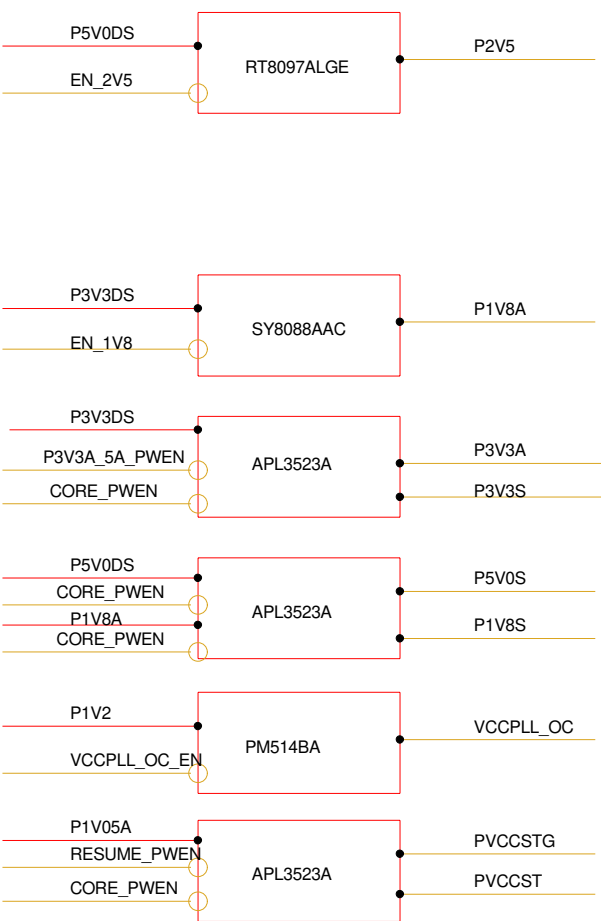 P5V0DS
P2V5
RT8097ALGE
EN_2V5
P3V3DS
P1V8A
SY8088AAC
EN_1V8
P3V3DS
P3V3A
P3V3A_5A_PWEN
APL3523A
CORE_PWEN
P3V3S
P5V0DS
P5V0S
CORE_PWEN
APL3523A
P1V8A
P1V8S
CORE_PWEN
P1V2
VCCPLL_OC
PM514BA
VCCPLL_OC_EN
P1V05A
PVCCSTG
RESUME_PWEN
APL3523A
PVCCST
CORE_PWEN